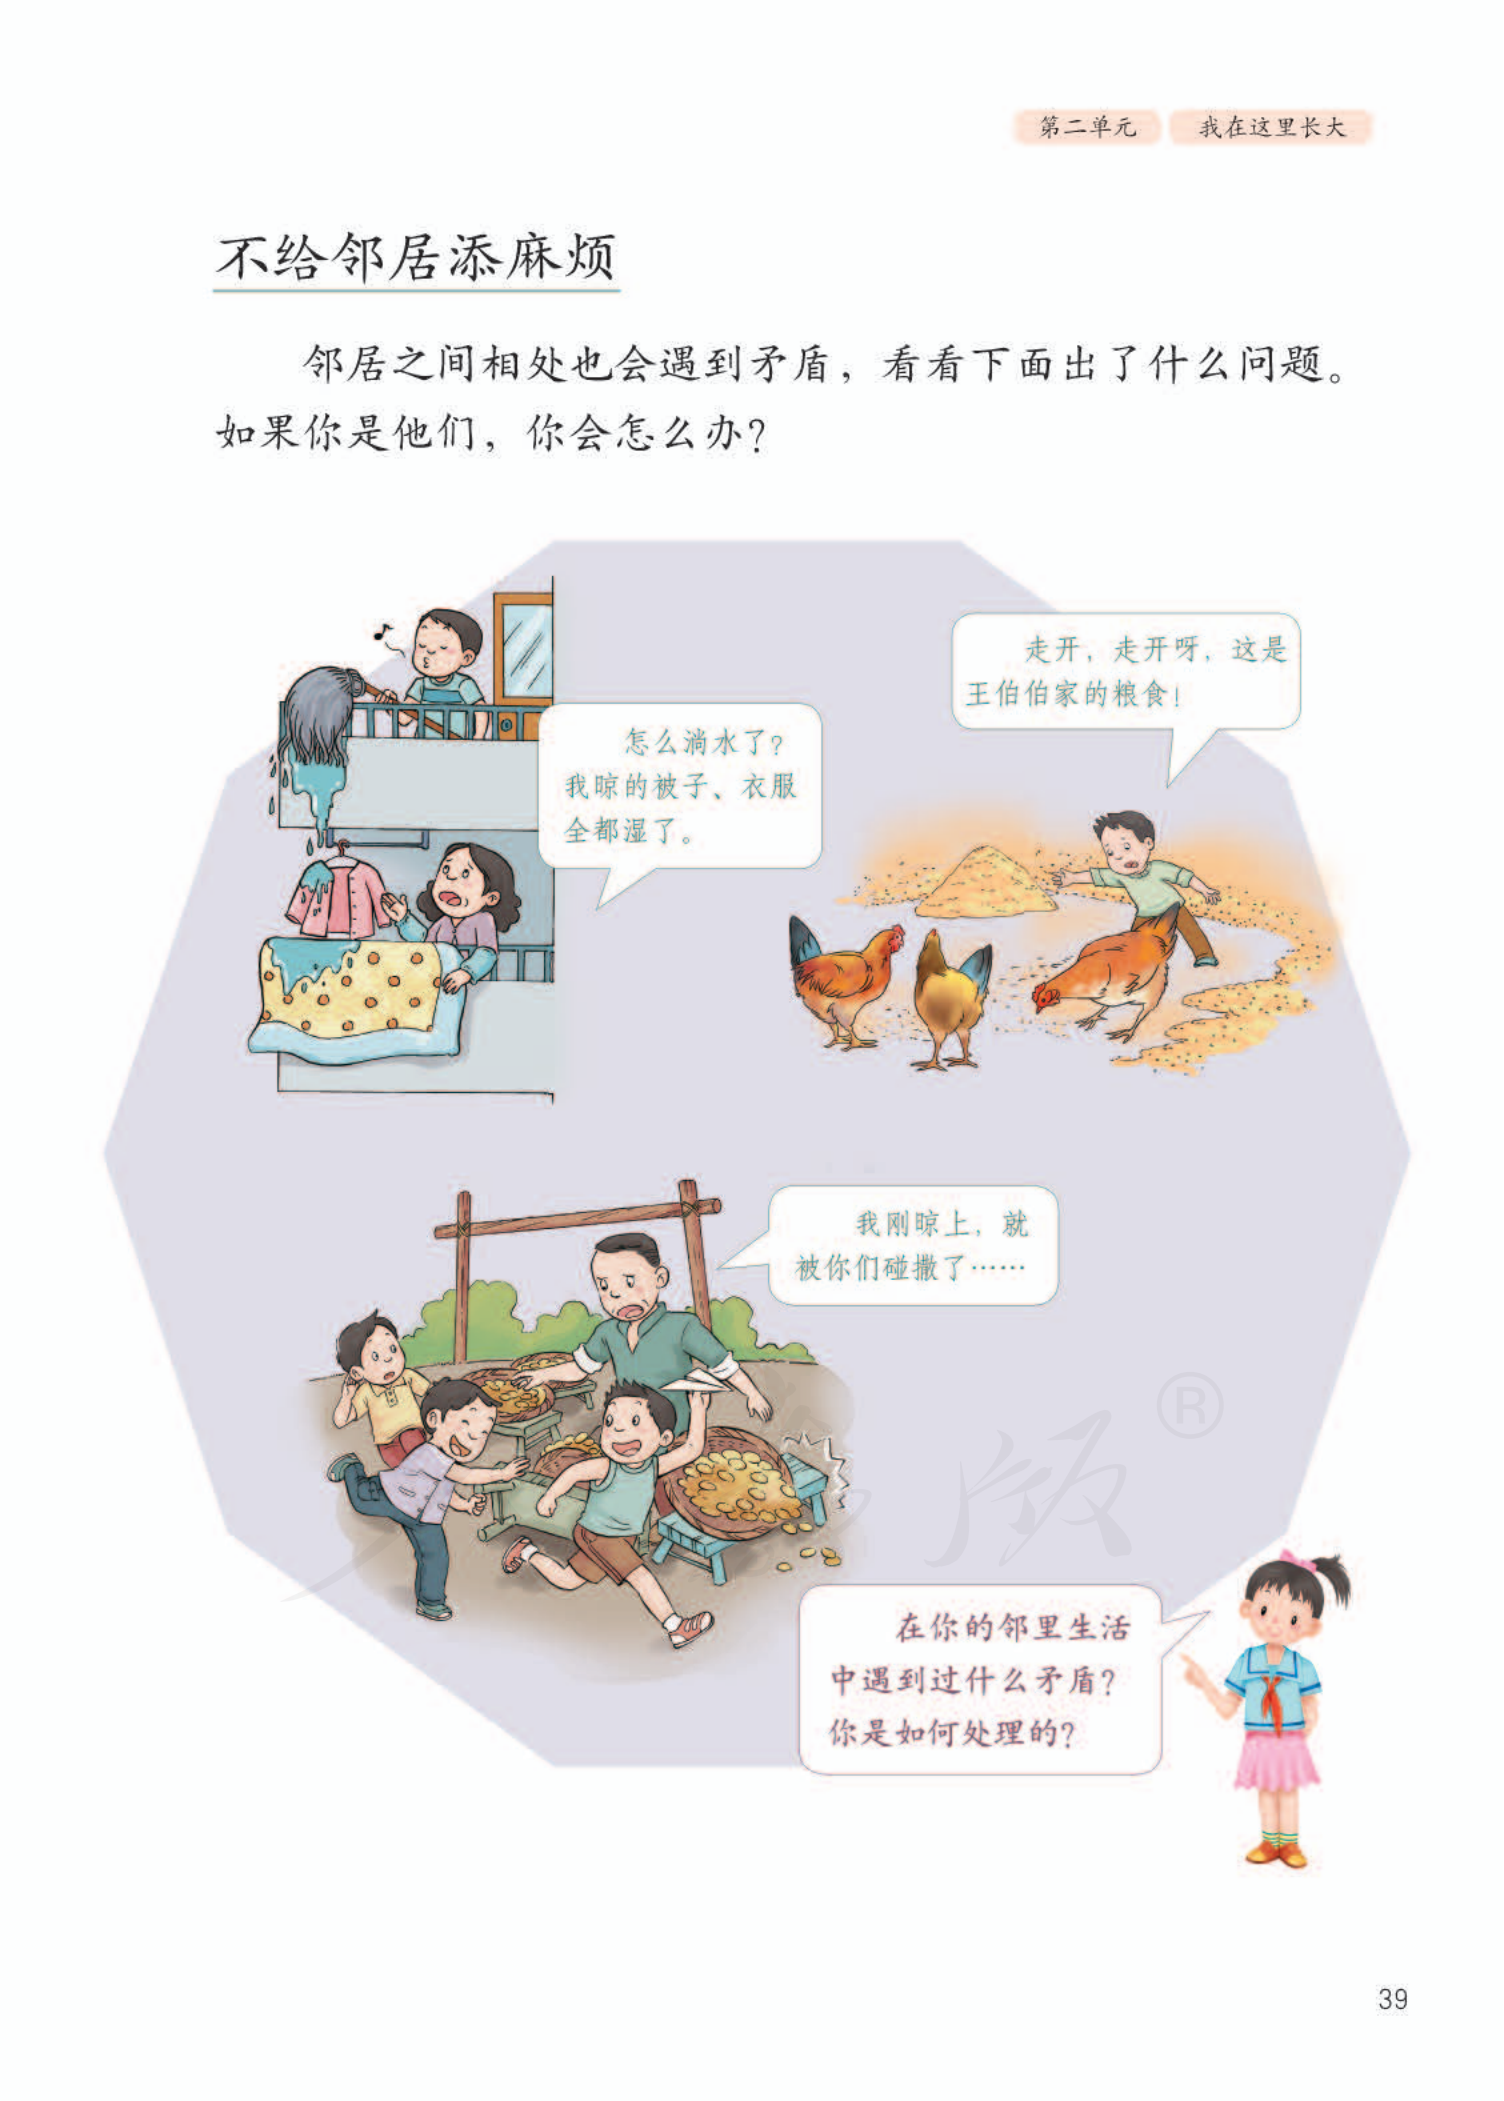 第二单元 我在这里长大
不给邻居添麻烦
邻居之间相处也会遇到矛盾，看看下面出了什么问题。
如果你是他们，你会怎么办？
走开，走开呀，这是
王伯伯家的粮食！
怎么淌水了？
我晾的被子、衣服
全都湿了。
我刚晾上，就
被你们碰撒了……
在你的邻里生活
中遇到过什么矛盾？
你是如何处理的？
39